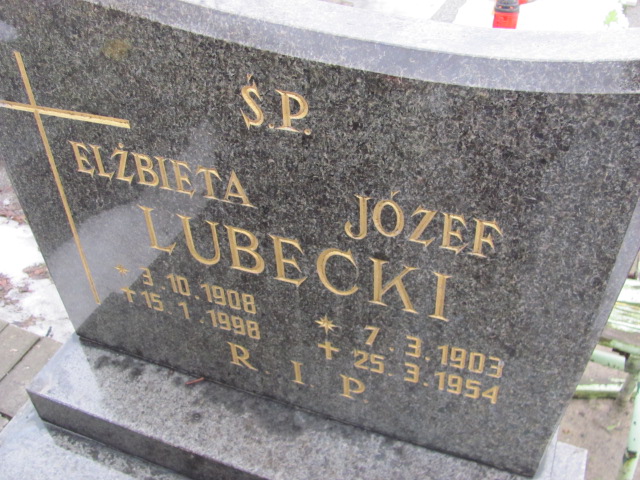 Ś.P.
ELŻBIETA JÓZEF
LUBECKI
* 3.10.1908 * 7.3.1903
† 15.1.1998 † 25.3.1954
R.I.P.